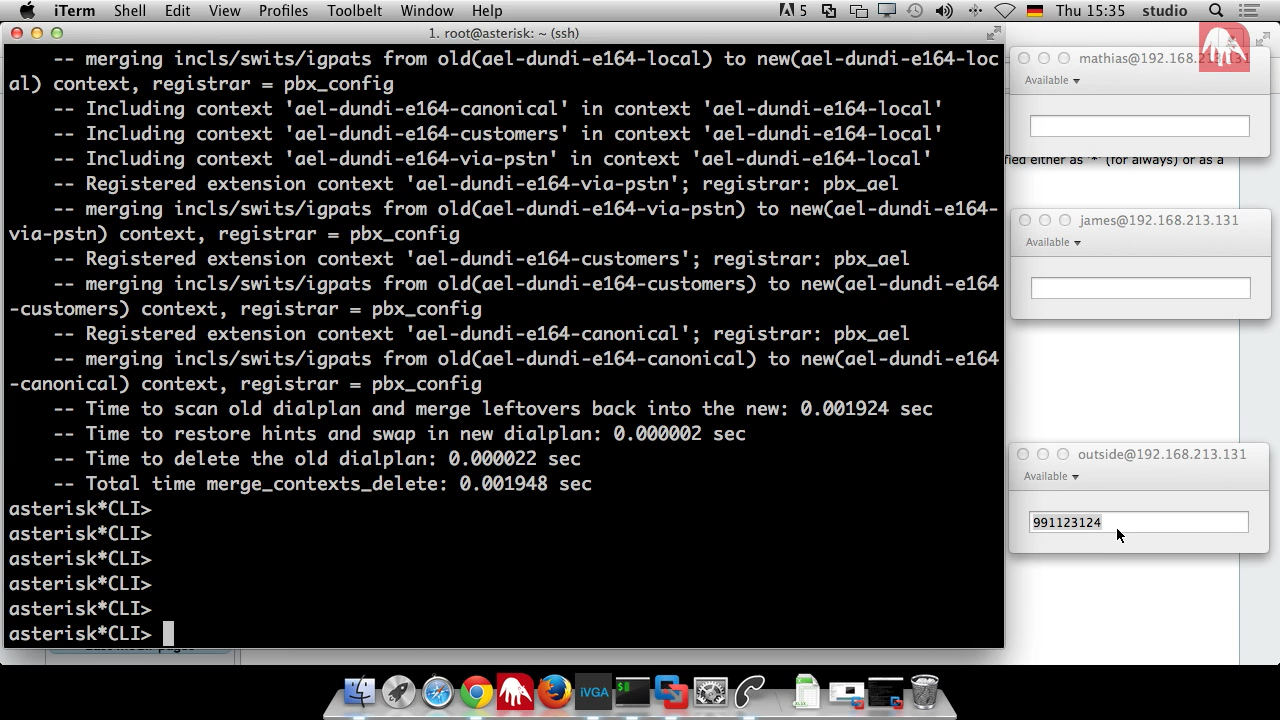 iTerm Shell Edit View Profiles Toolbelt Window Help 5 Thu 15:35 studio
1. root@asterisk: ~ (ssh)
-- merging incls/swits/igpats from old(ael-dundi-e164-local) to new(ael-dundi-e164-loc
al) context, registrar = pbx_config
-- Including context 'ael-dundi-e164-canonical' in context 'ael-dundi-e164-local'
-- Including context 'ael-dundi-e164-customers' in context 'ael-dundi-e164-local'
-- Including context 'ael-dundi-e164-via-pstn' in context 'ael-dundi-e164-local'
-- Registered extension context 'ael-dundi-e164-via-pstn'; registrar: pbx_ael
-- merging incls/swits/igpats from old(ael-dundi-e164-via-pstn) to new(ael-dundi-e164-
via-pstn) context, registrar = pbx_config
-- Registered extension context 'ael-dundi-e164-customers'; registrar: pbx_ael
-- merging incls/swits/igpats from old(ael-dundi-e164-customers) to new(ael-dundi-e164
-customers) context, registrar = pbx_config
-- Registered extension context 'ael-dundi-e164-canonical'; registrar: pbx_ael
-- merging incls/swits/igpats from old(ael-dundi-e164-canonical) to new(ael-dundi-e164
-canonical) context, registrar = pbx_config
-- Time to scan old dialplan and merge leftovers back into the new: 0.001924 sec
-- Time to restore hints and swap in new dialplan: 0.000002 sec
-- Time to delete the old dialplan: 0.000022 sec
-- Total time merge_contexts_delete: 0.001948 sec
asterisk*CLI>
asterisk*CLI>
asterisk*CLI>
asterisk*CLI>
asterisk*CLI>
asterisk*CLI>
mathias@192.168.213.131
Available
fied either as '*' (for always) or as a
james@192.168.213.131
Available
outside@192.168.213.131
Available
991123124
iVGA
XLSX